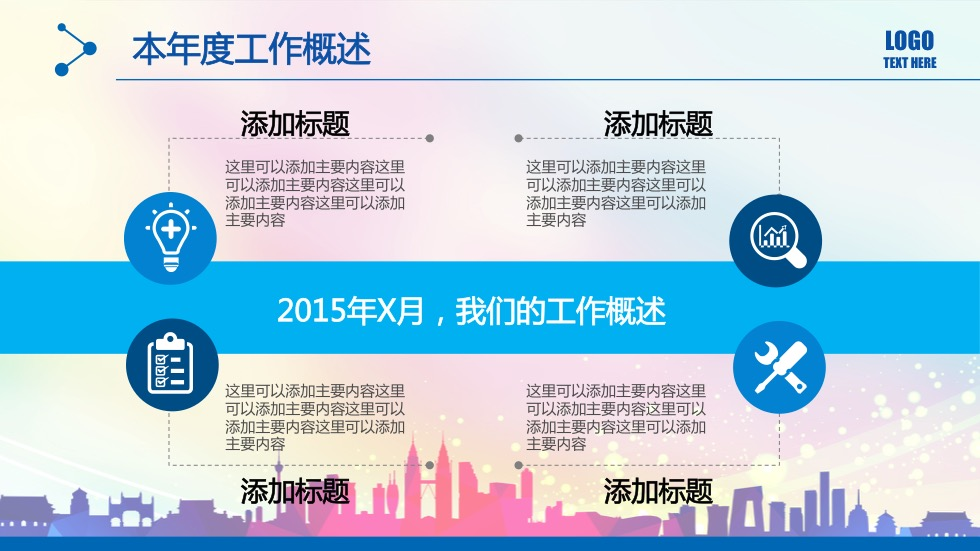 本年度工作概述
LOGO
TEXT HERE
添加标题
这里可以添加主要内容这里
可以添加主要内容这里可以
添加主要内容这里可以添加
主要内容
添加标题
这里可以添加主要内容这里
可以添加主要内容这里可以
添加主要内容这里可以添加
主要内容
2015年X月，我们的工作概述
这里可以添加主要内容这里
可以添加主要内容这里可以
添加主要内容这里可以添加
主要内容
添加标题
这里可以添加主要内容这里
可以添加主要内容这里可以
添加主要内容这里可以添加
主要内容
添加标题